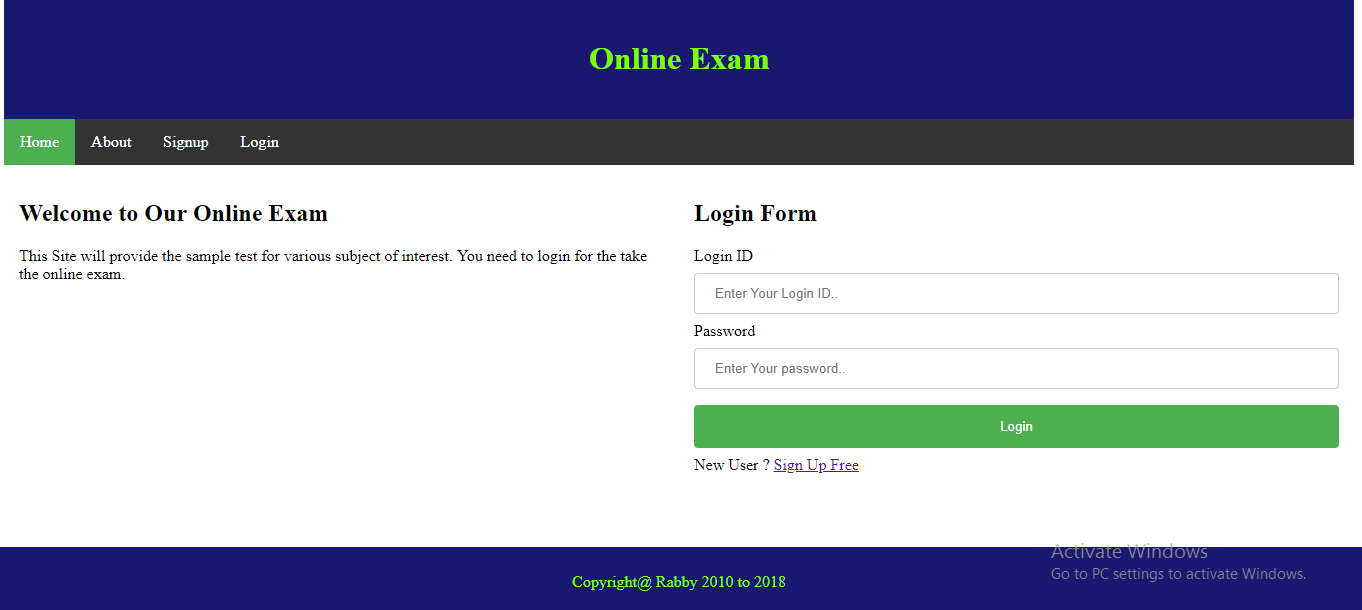 Online Exam
Home About Signup Login
Welcome to Our Online Exam
This Site will provide the sample test for various subject of interest. You need to login for the take
the online exam.
Login Form
Login ID
Enter Your Login ID..
Password
Enter Your password..
Login
New User ? Sign Up Free
Activate Windows
Go to PC settings to activate Windows.
Copyright@ Rabby 2010 to 2018